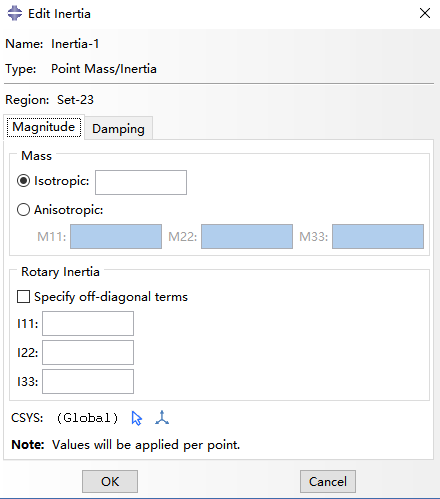 Edit Inertia
Name: Inertia-1
Type: Point Mass/Inertia
Region: Set-23
Magnitude Damping
Mass
Isotropic:
Anisotropic:
M11: M22: M33:
Rotary Inertia
Specify off-diagonal terms
I11:
I22:
I33:
CSYS: (Global)
Note: Values will be applied per point.
OK Cancel